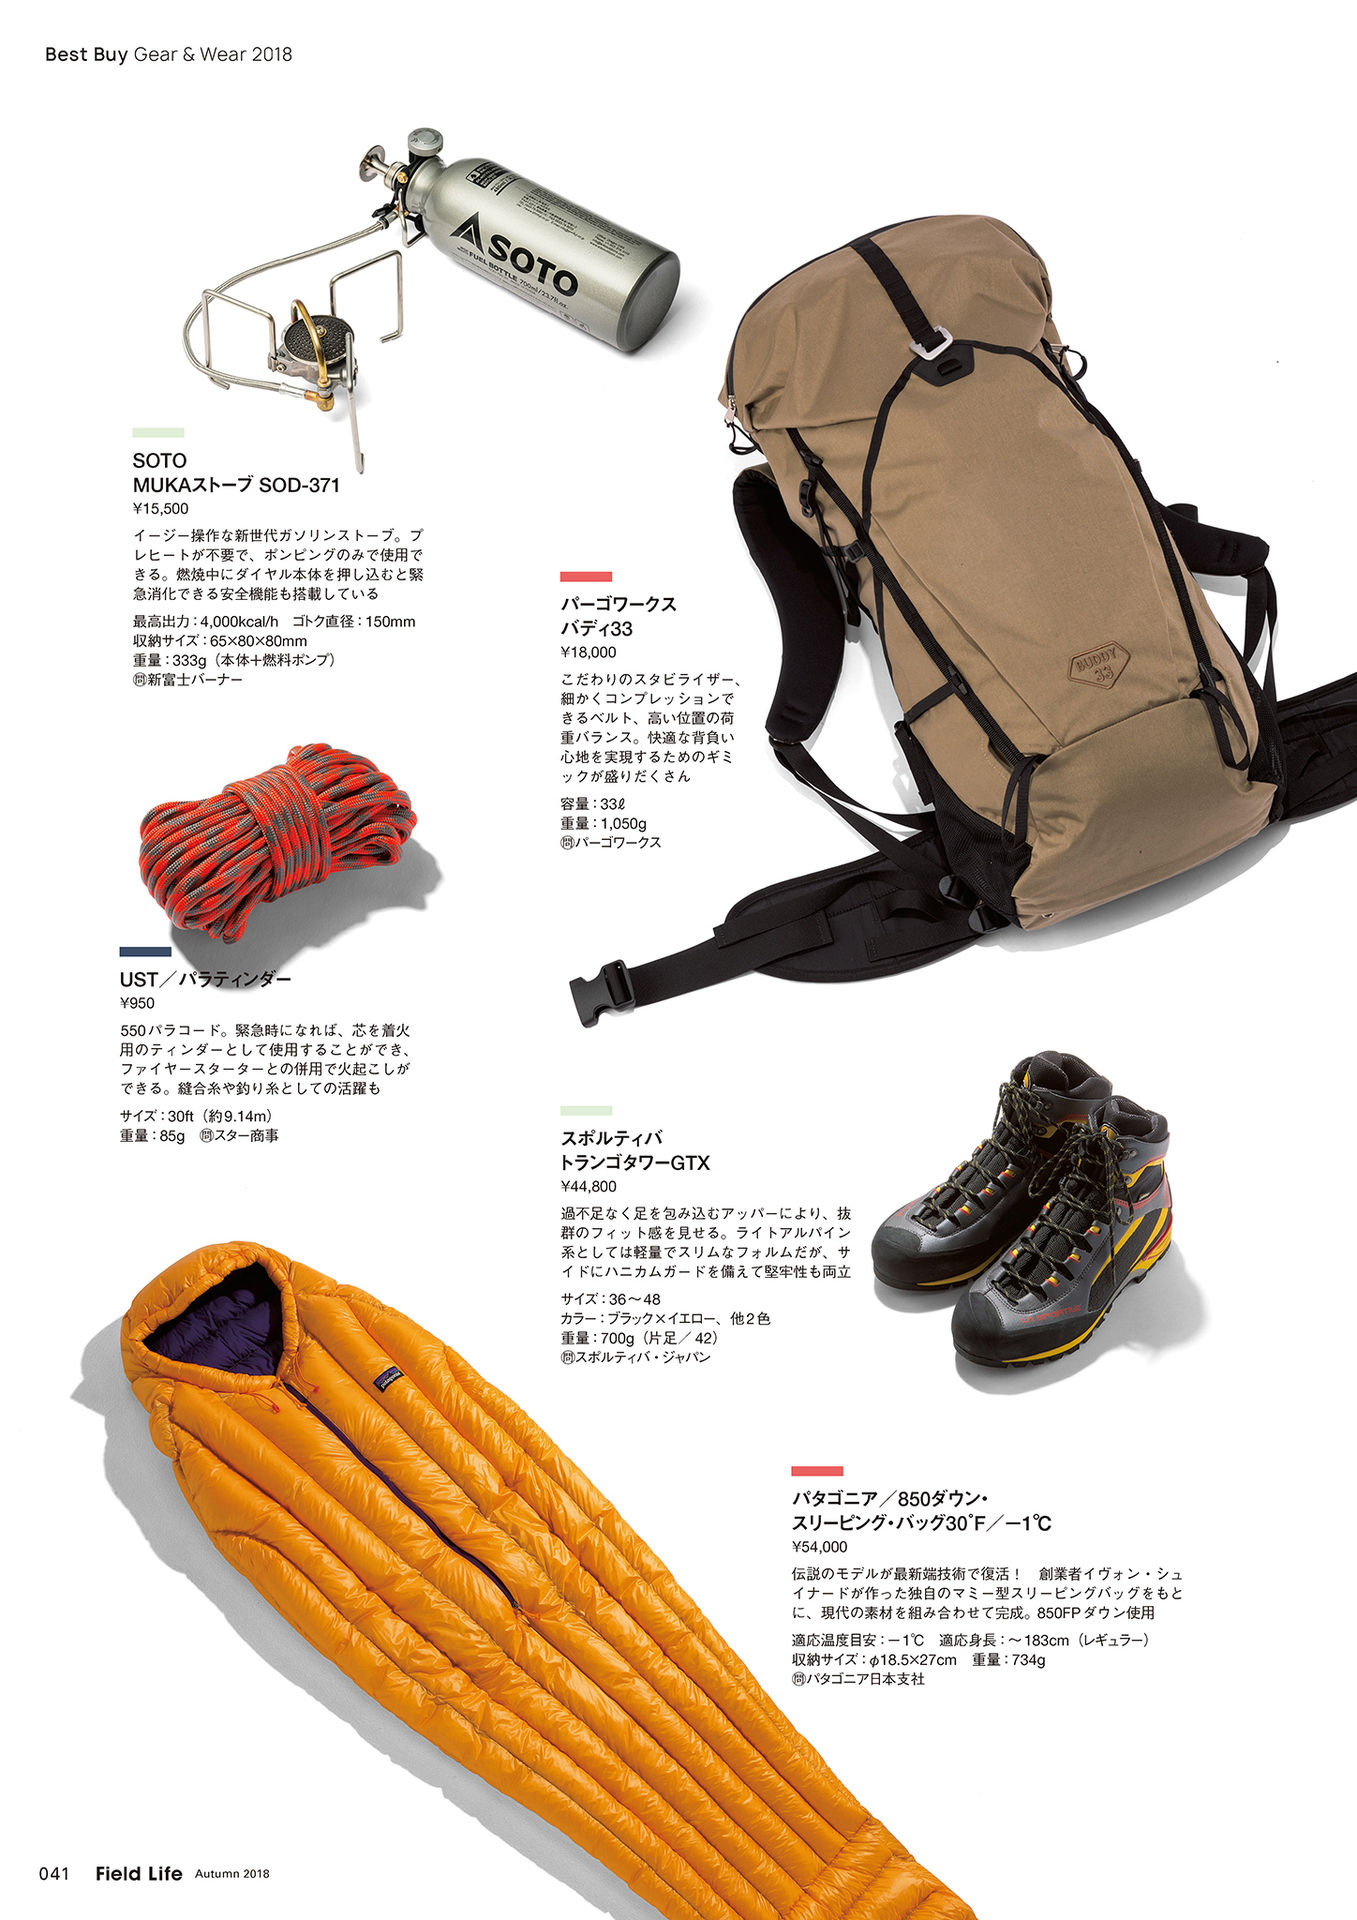 Best Buy Gear & Wear 2018
SOTO
FUEL BOTTLE 700ml/23.7fl.oz.
SOTO
MUKAストーブ SOD-371
¥15,500
イージー操作な新世代ガソリンストーブ。プ
レヒートが不要で、ポンピングのみで使用で
きる。燃焼中にダイヤル本体を押し込むと緊
急消化できる安全機能も搭載している
最高出力：4,000kcal/h　ゴトク直径：150mm
収納サイズ：65×80×80mm
重量：333g（本体＋燃料ポンプ）
㉄新富士バーナー
BUDDY
33
パーゴワークス
バディ33
¥18,000
こだわりのスタビライザー、
細かくコンプレッションで
きるベルト、高い位置の荷
重バランス。快適な背負い
心地を実現するためのギミ
ックが盛りだくさん
容量：33ℓ
重量：1,050g
㉄パーゴワークス
UST／パラティンダー
¥950
550パラコード。緊急時になれば、芯を着火
用のティンダーとして使用することができ、
ファイヤースターターとの併用で火起こしが
できる。縫合糸や釣り糸としての活躍も
サイズ：30ft（約9.14m）
重量：85g　㉄スター商事
スポルティバ
トランゴタワーGTX
¥44,800
過不足なく足を包み込むアッパーにより、抜
群のフィット感を見せる。ライトアルパイン
系としては軽量でスリムなフォルムだが、サ
イドにハニカムガードを備えて堅牢性も両立
サイズ：36〜48
カラー：ブラック×イエロー、他2色
重量：700g（片足／42）
㉄スポルティバ・ジャパン
パタゴニア／850ダウン・
スリーピング・バッグ30°F／−1℃
¥54,000
伝説のモデルが最新端技術で復活！　創業者イヴォン・シュ
イナードが作った独自のマミー型スリーピングバッグをもと
に、現代の素材を組み合わせて完成。850FPダウン使用
適応温度目安：−1℃　適応身長：〜183cm（レギュラー）
収納サイズ：φ18.5×27cm　重量：734g
㉄パタゴニア日本支社
041 Field Life Autumn 2018